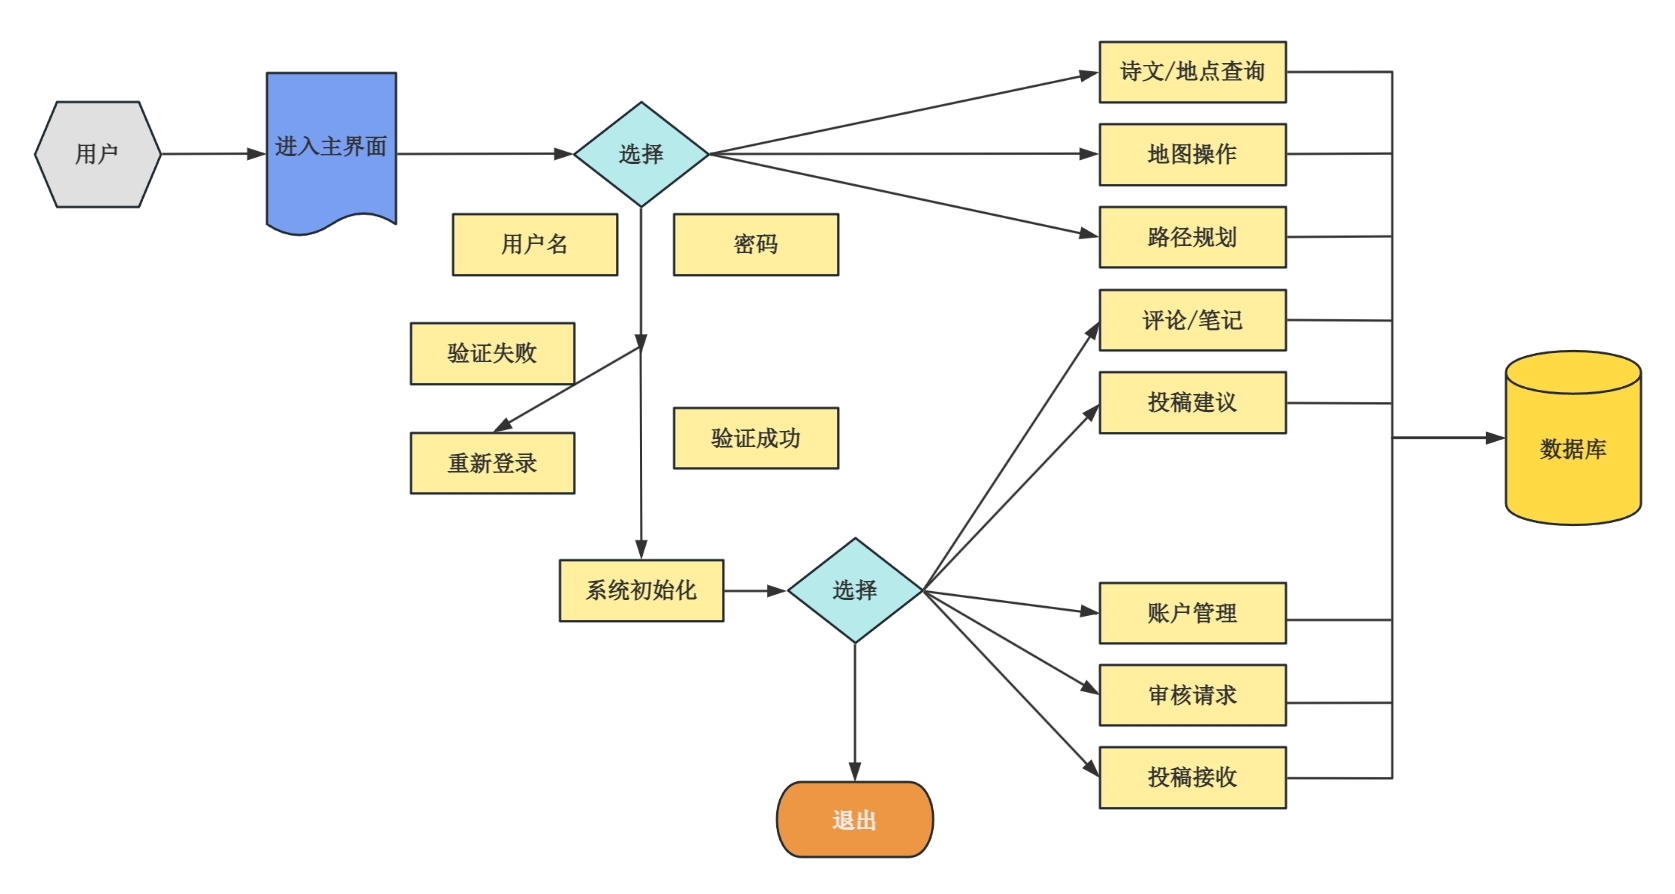 用户
进入主界面
选择
诗文/地点查询
地图操作
路径规划
用户名
密码
验证失败
重新登录
验证成功
系统初始化
选择
评论/笔记
投稿建议
账户管理
审核请求
投稿接收
退出
数据库